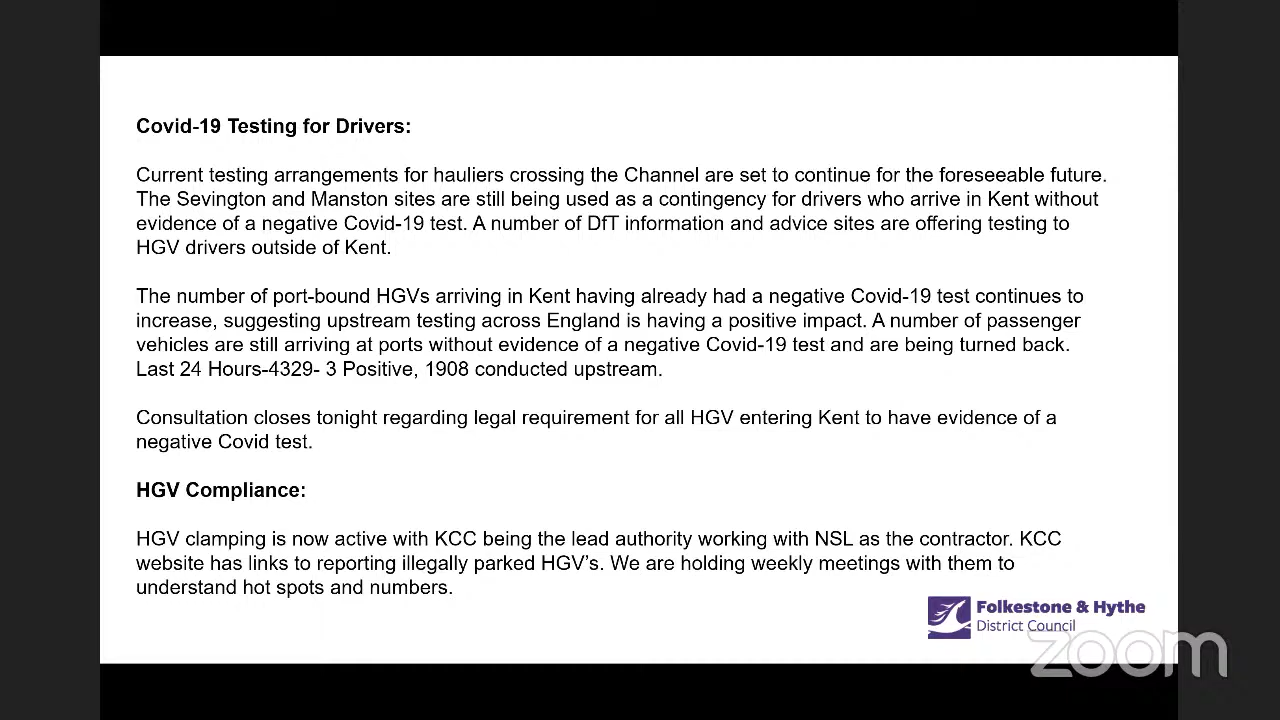 Covid-19 Testing for Drivers:
Current testing arrangements for hauliers crossing the Channel are set to continue for the foreseeable future.
The Sevington and Manston sites are still being used as a contingency for drivers who arrive in Kent without
evidence of a negative Covid-19 test. A number of DfT information and advice sites are offering testing to
HGV drivers outside of Kent.
The number of port-bound HGVs arriving in Kent having already had a negative Covid-19 test continues to
increase, suggesting upstream testing across England is having a positive impact. A number of passenger
vehicles are still arriving at ports without evidence of a negative Covid-19 test and are being turned back.
Last 24 Hours-4329- 3 Positive, 1908 conducted upstream.
Consultation closes tonight regarding legal requirement for all HGV entering Kent to have evidence of a
negative Covid test.
HGV Compliance:
HGV clamping is now active with KCC being the lead authority working with NSL as the contractor. KCC
website has links to reporting illegally parked HGV's. We are holding weekly meetings with them to
understand hot spots and numbers.
Folkestone & Hythe
District Council
zoom